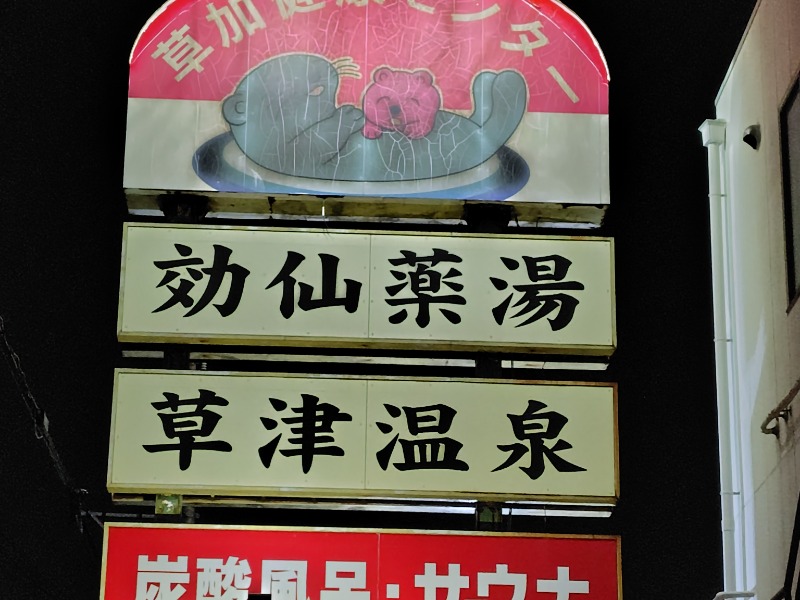 草加健康センター
効仙薬湯
草津温泉
炭酸風呂・サウナ